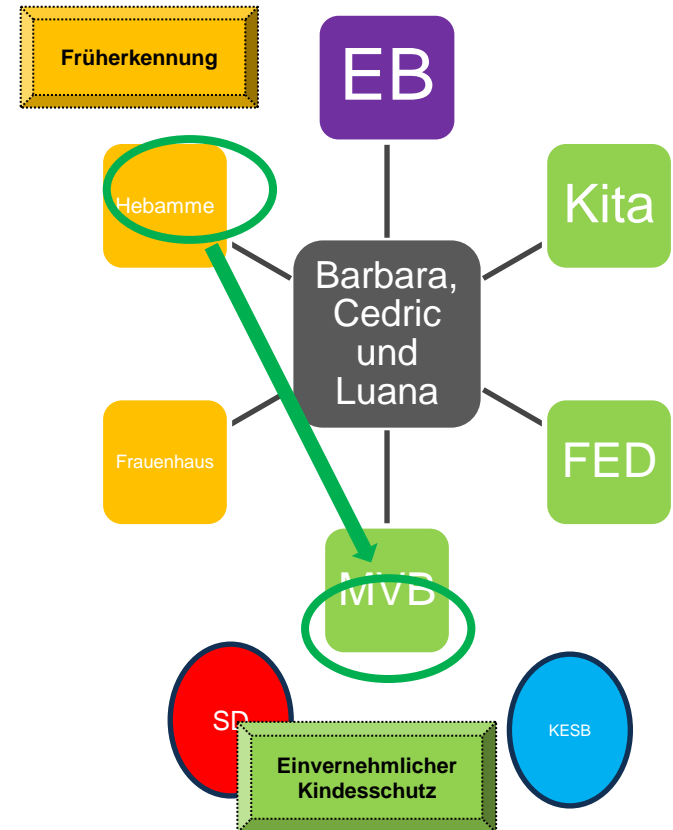 Früherkennung
EB
Hebamme
Kita
Barbara,
Cedric
und
Luana
Frauenhaus
FED
MVB
SD
KESB
Einvernehmlicher
Kindesschutz